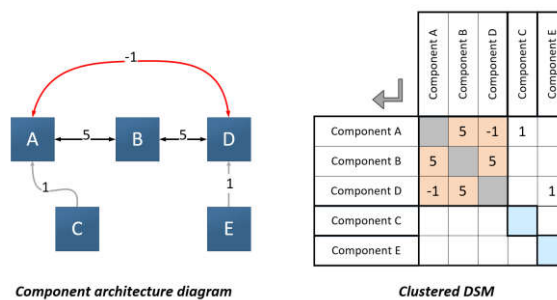 -1
A
5
B
5
D
1
1
C
E
Component architecture diagram
Component A
Component B
Component D
Component C
Component E
Component A 5 -1 1
Component B 5 5
Component D -1 5 1
Component C
Component E
Clustered DSM